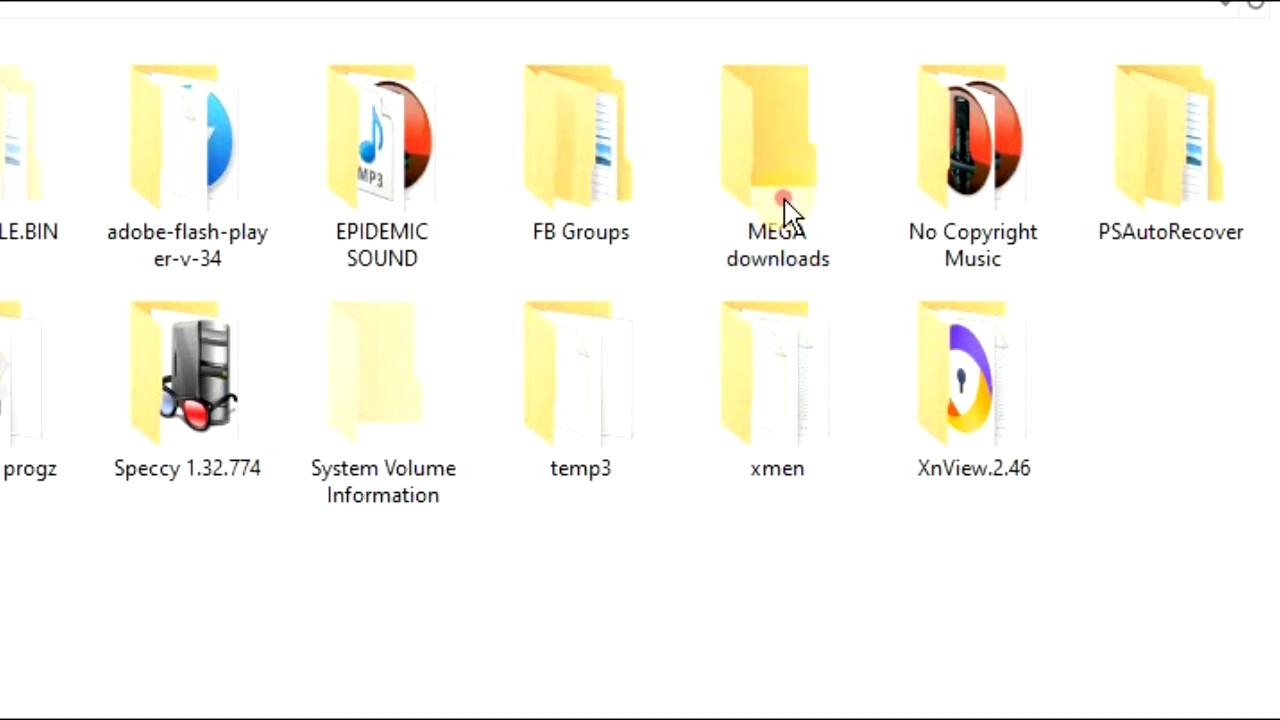 LE.BIN
adobe-flash-play
er-v-34
EPIDEMIC
SOUND
FB Groups
MEGA
downloads
No Copyright
Music
PSAutoRecover
progz
Speccy 1.32.774
System Volume
Information
temp3
xmen
XnView.2.46
MP3